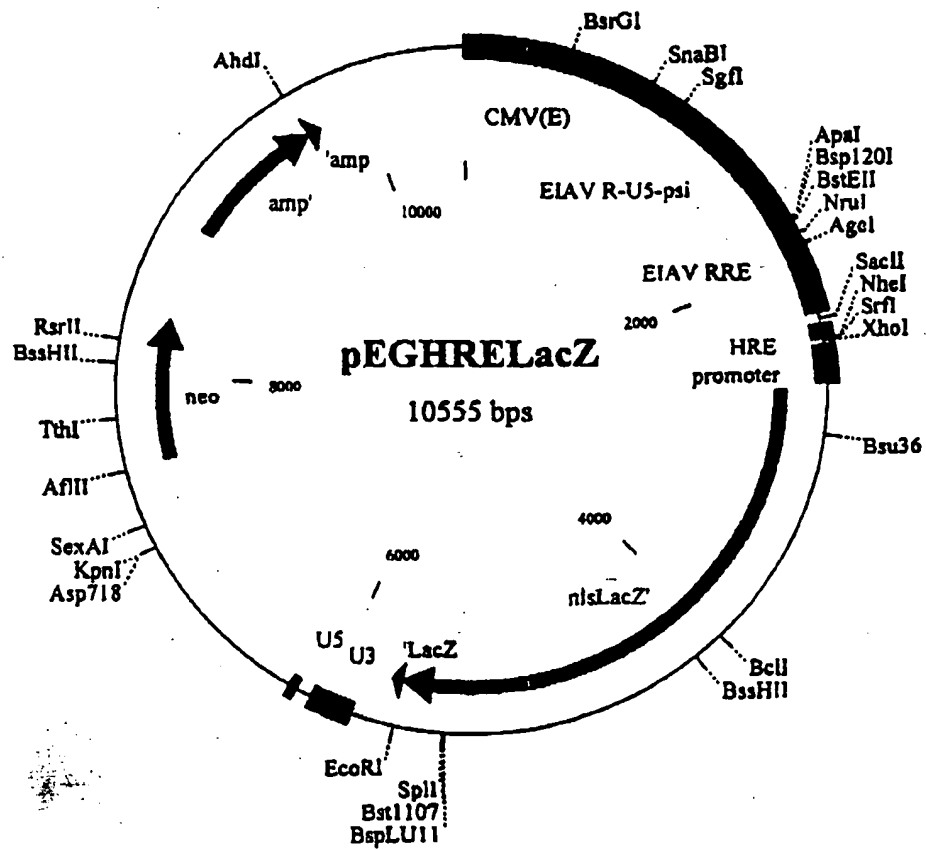 BsrGI
SnaBI
SgfI
AhdI
CMV(E)
ApaI
Bsp120I
BstEII
NruI
AgeI
'amp
amp'
10000
EIAV R-U5-psi
EIAV RRE
SacII
NheI
SrfI
XhoI
2000
RsrII
BssHII
pEGHRELacZ
10555 bps
HRE
promoter
neo
8000
TthI
Bsu36
AflII
4000
SexAI
KpnI
Asp718
6000
nlsLacZ'
U5
U3
'LacZ
BclI
BssHII
EcoRI
SplI
Bst1107
BspLU11